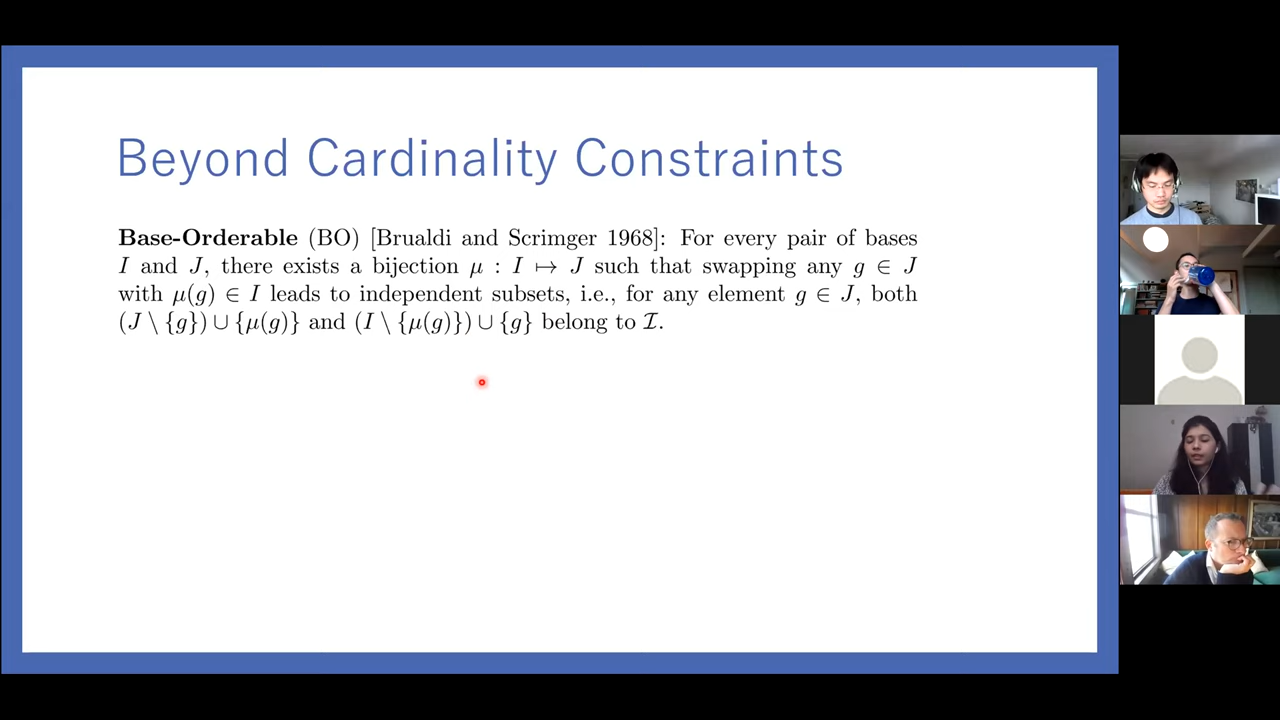 Beyond Cardinality Constraints
Base-Orderable (BO) [Brualdi and Scrimger 1968]: For every pair of bases
I and J, there exists a bijection μ : I ↦ J such that swapping any g ∈ J
with μ(g) ∈ I leads to independent subsets, i.e., for any element g ∈ J, both
(J \ {g}) ∪ {μ(g)} and (I \ {μ(g)}) ∪ {g} belong to ℐ.